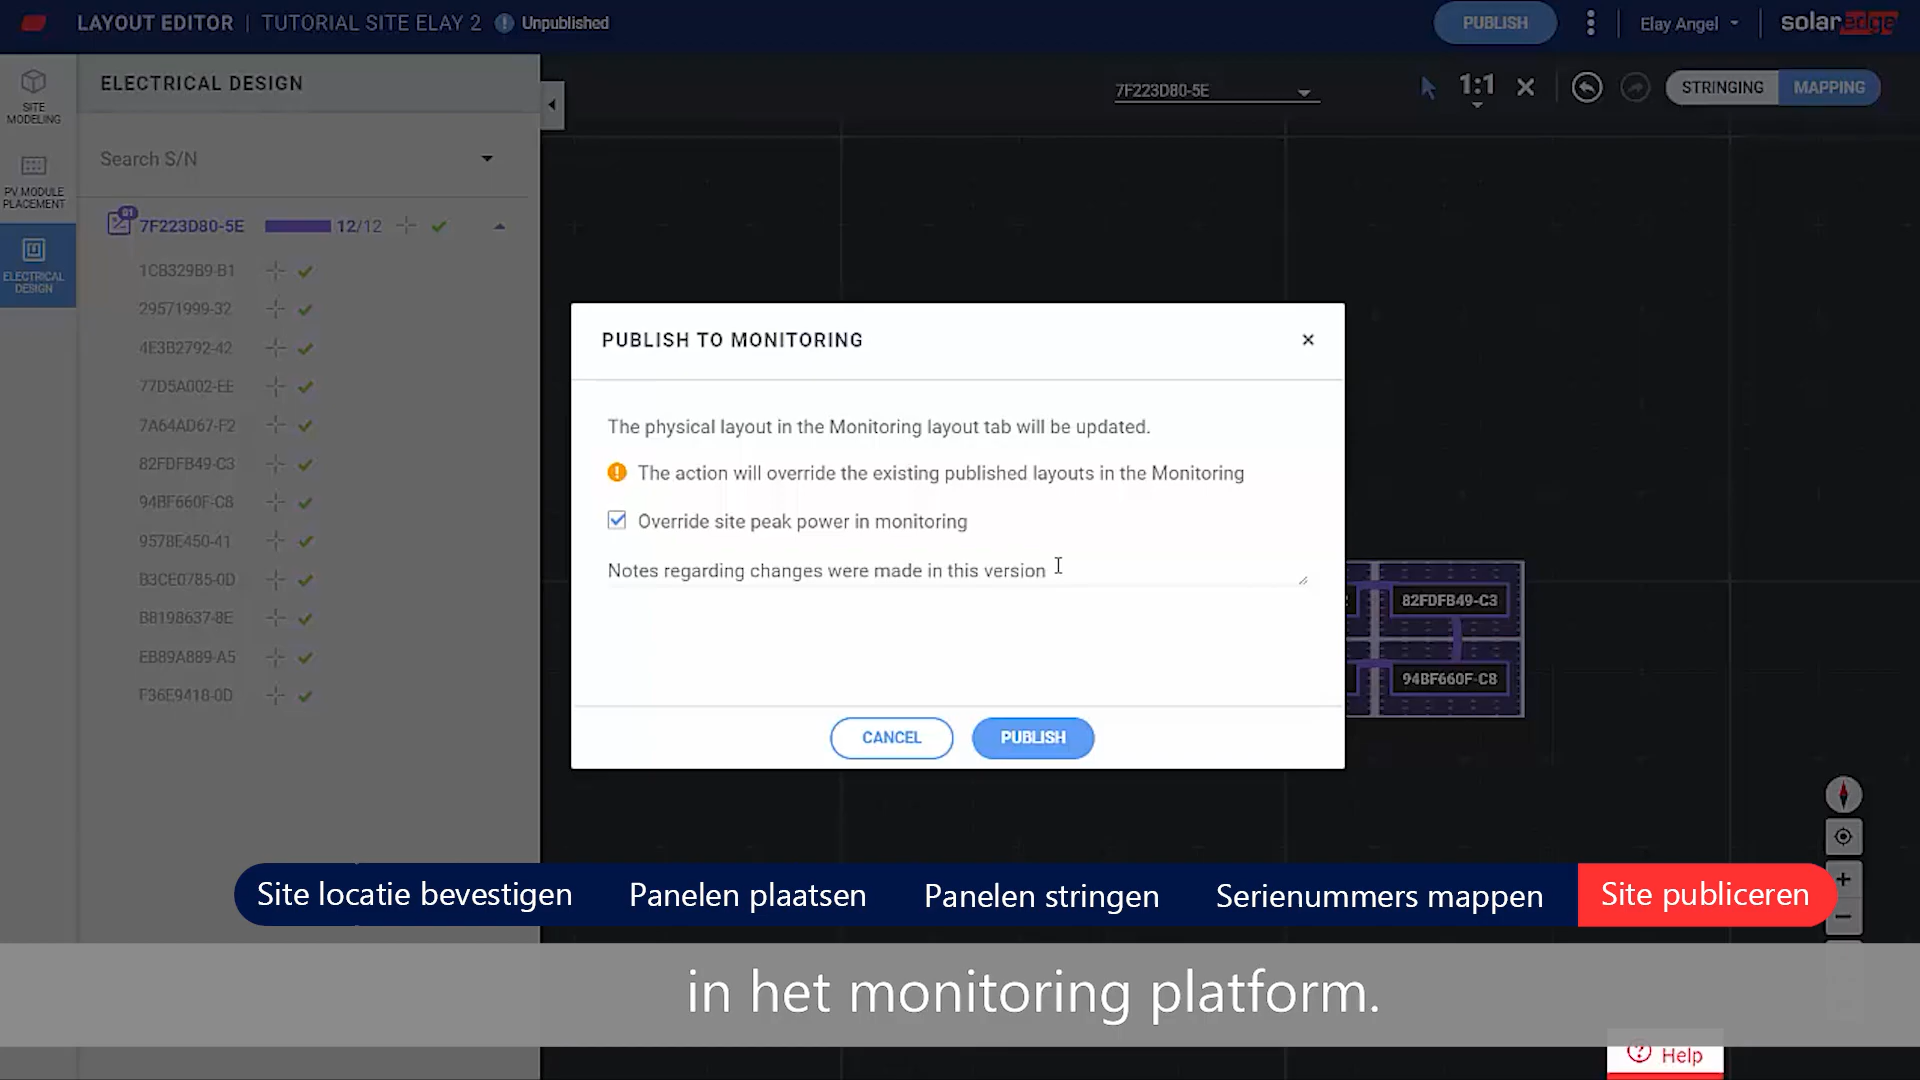 LAYOUT EDITOR | TUTORIAL SITE ELAY 2 Unpublished
PUBLISH
Elay Angel
solaredge
SITE
MODELING
PV MODULE
PLACEMENT
ELECTRICAL
DESIGN
ELECTRICAL DESIGN
Search S/N
01
7F223D80-5E 12/12
1CB329B9-B1
29571999-32
4E3B2792-42
77D5A002-EE
7A64AD67-F2
82FDFB49-C3
94BF660F-C8
9578E450-41
B3CE0785-0D
B8198637-8E
EB89A889-A5
F36E9418-0D
7F223D80-5E
1:1
STRINGING
MAPPING
PUBLISH TO MONITORING
The physical layout in the Monitoring layout tab will be updated.
The action will override the existing published layouts in the Monitoring
Override site peak power in monitoring
Notes regarding changes were made in this version
CANCEL
PUBLISH
82FDFB49-C3
94BF660F-C8
Site locatie bevestigen
Panelen plaatsen
Panelen stringen
Serienummers mappen
Site publiceren
in het monitoring platform.
Help